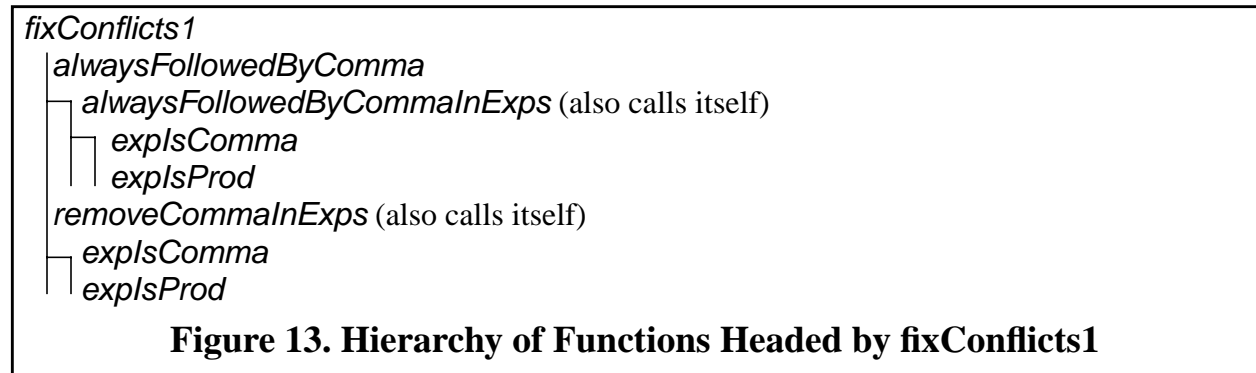 fixConflicts1
alwaysFollowedByComma
alwaysFollowedByCommaInExps (also calls itself)
expIsComma
expIsProd
removeCommaInExps (also calls itself)
expIsComma
expIsProd
Figure 13. Hierarchy of Functions Headed by fixConflicts1